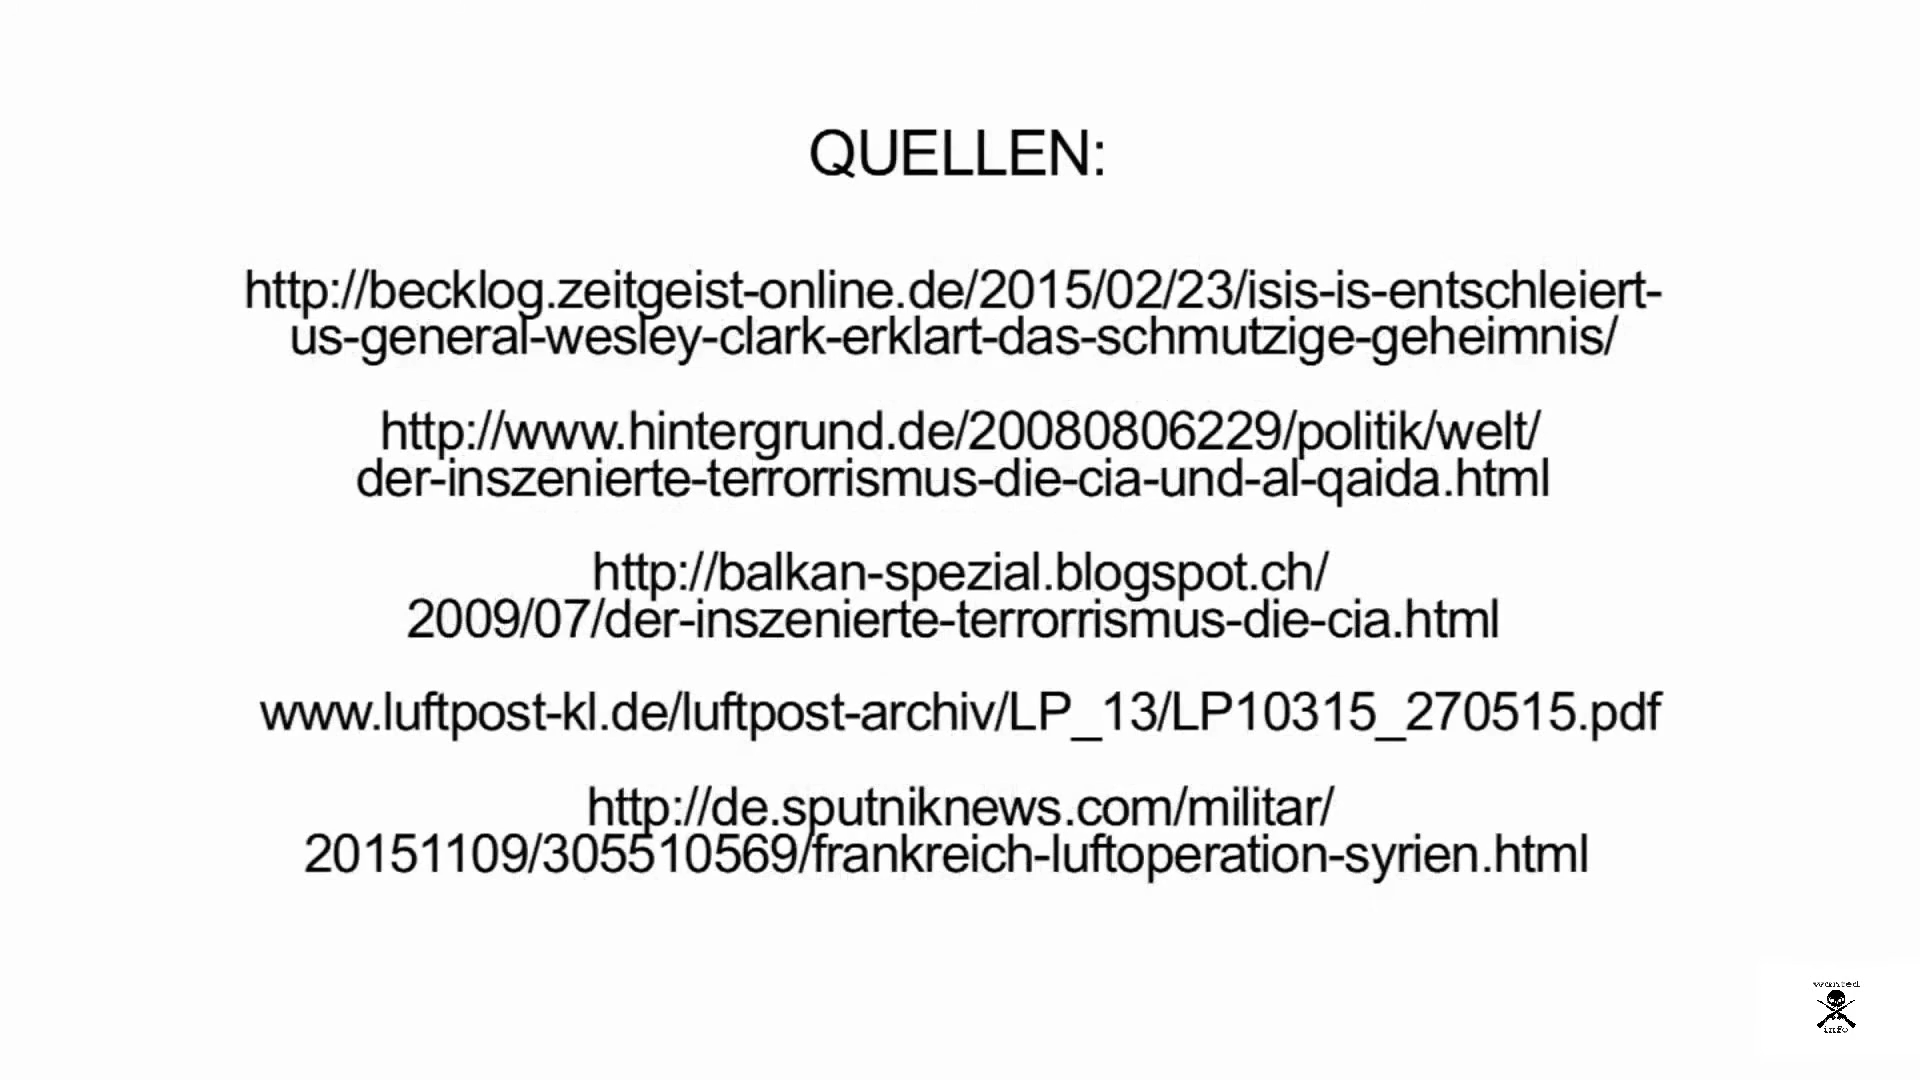 QUELLEN:
http://becklog.zeitgeist-online.de/2015/02/23/isis-is-entschleiert-
us-general-wesley-clark-erklart-das-schmutzige-geheimnis/
http://www.hintergrund.de/20080806229/politik/welt/
der-inszenierte-terrorrismus-die-cia-und-al-qaida.html
http://balkan-spezial.blogspot.ch/
2009/07/der-inszenierte-terrorrismus-die-cia.html
www.luftpost-kl.de/luftpost-archiv/LP_13/LP10315_270515.pdf
http://de.sputniknews.com/militar/
20151109/305510569/frankreich-luftoperation-syrien.html
wanted
info